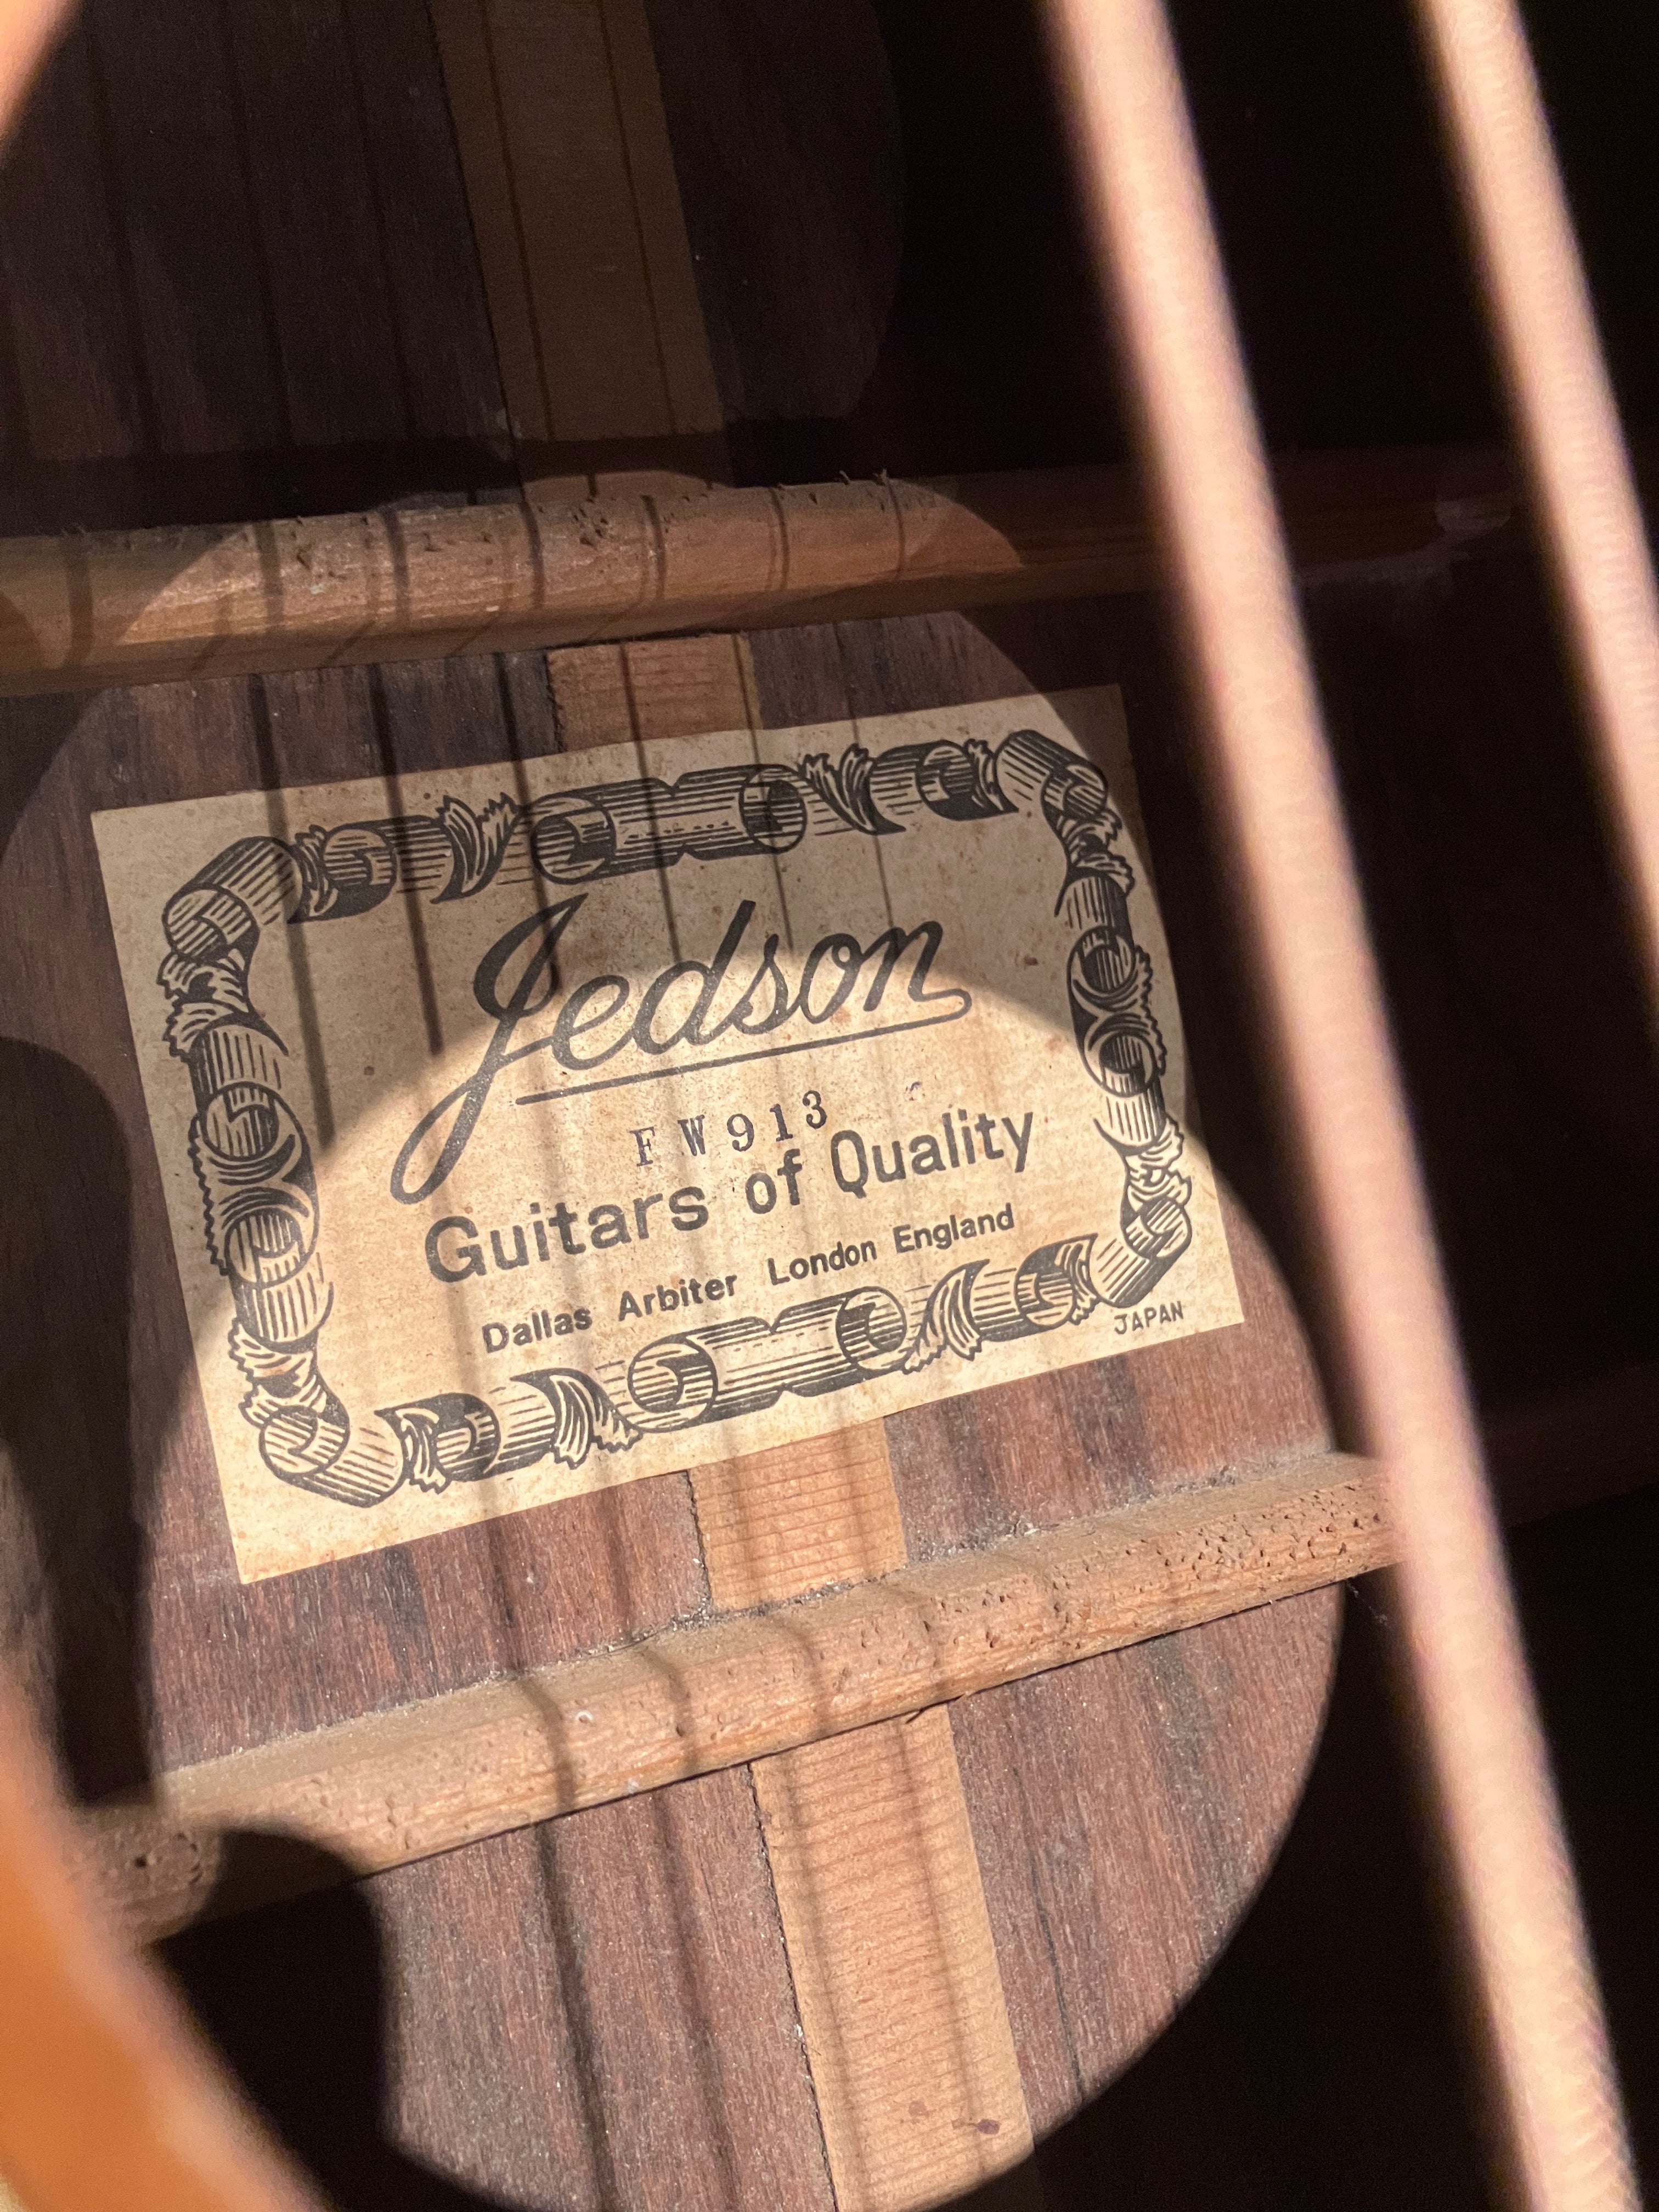 Jedson
FW913
Guitars of Quality
Dallas Arbiter London England
JAPAN